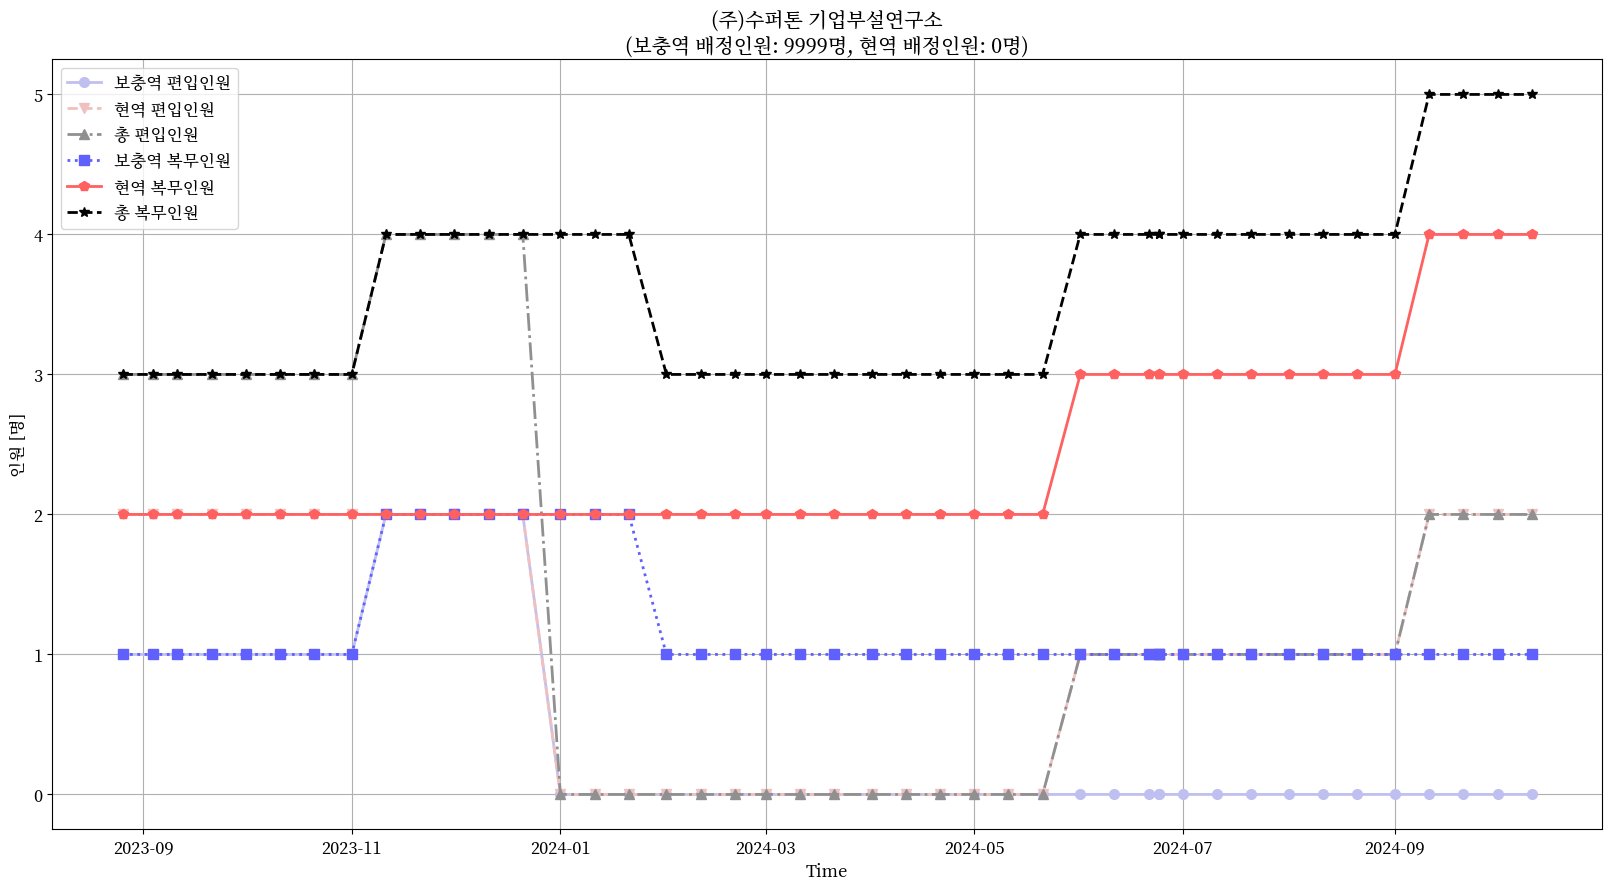 (주)수퍼톤 기업부설연구소
(보충역 배정인원: 9999명, 현역 배정인원: 0명)
보충역 편입인원
현역 편입인원
총 편입인원
보충역 복무인원
현역 복무인원
총 복무인원
인원 [명]
5
4
3
2
1
0
2023-09
2023-11
2024-01
2024-03
2024-05
2024-07
2024-09
Time